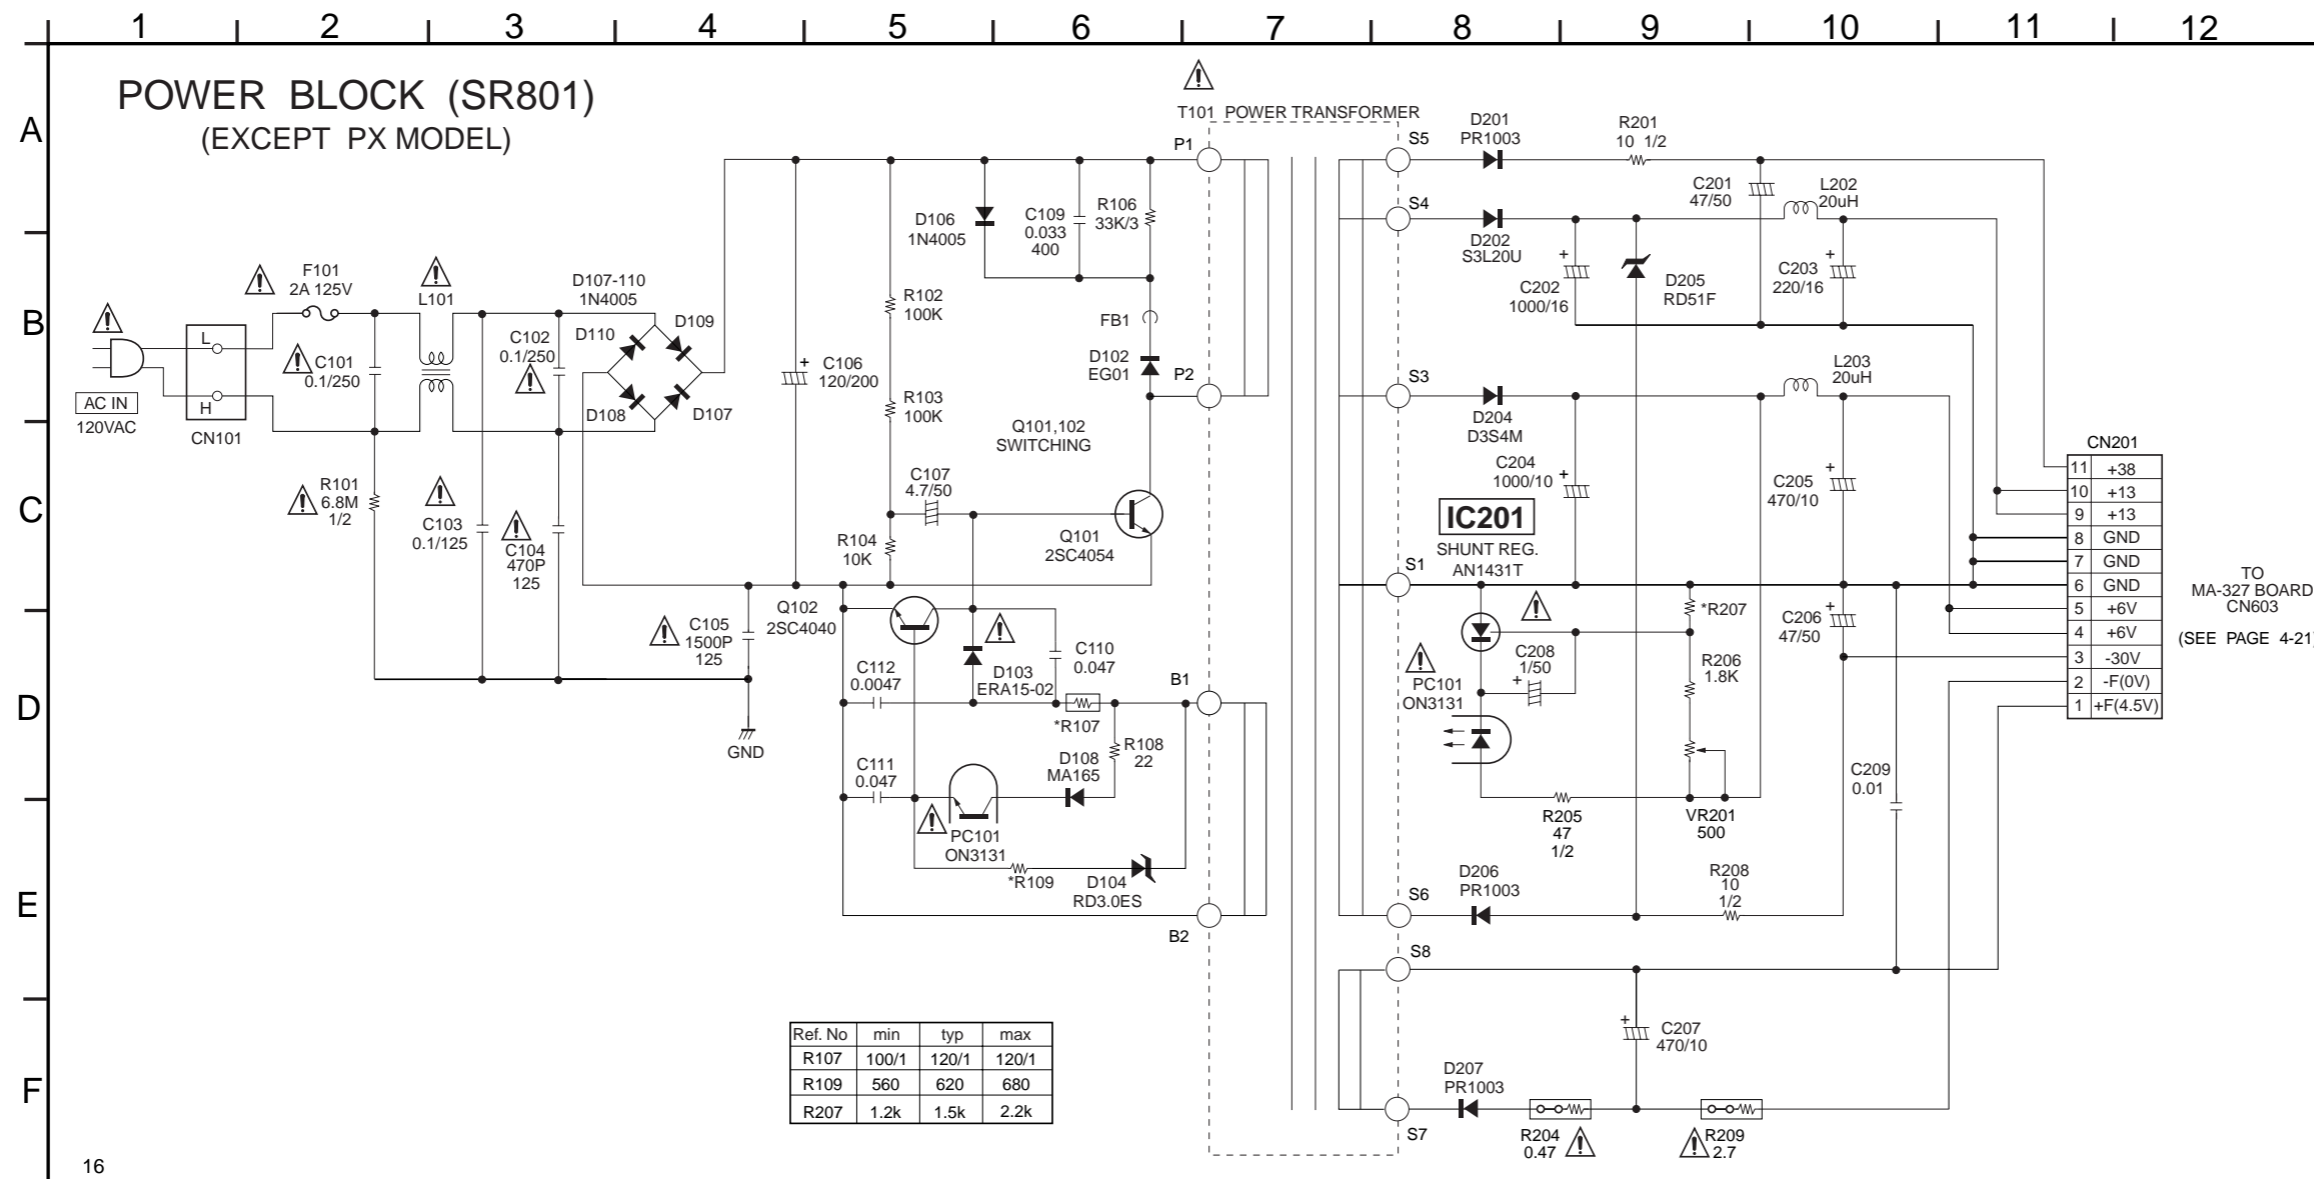 1 2 3 4 5 6 7 8 9 10 11 12
A
B
C
D
E
F
POWER BLOCK (SR801)
(EXCEPT PX MODEL)
T101 POWER TRANSFORMER
P1
P2
B1
B2
S5
S4
S3
S1
S6
S8
S7
AC IN
120VAC
L
H
CN101
F101
2A 125V
C101
0.1/250
R101
6.8M
1/2
L101
C102
0.1/250
C103
0.1/125
C104
470P
125
D107-110
1N4005
D110
D109
D108
D107
C105
1500P
125
GND
C106
120/200
D106
1N4005
C109
0.033
400
R106
33K/3
R102
100K
R103
100K
FB1
D102
EG01
Q101,102
SWITCHING
C107
4.7/50
R104
10K
Q101
2SC4054
Q102
2SC4040
C112
0.0047
D103
ERA15-02
C110
0.047
*R107
C111
0.047
D108
MA165
R108
22
PC101
ON3131
*R109
D104
RD3.0ES
D201
PR1003
R201
10 1/2
C201
47/50
L202
20uH
D202
S3L20U
C202
+
1000/16
D205
RD51F
C203
+
220/16
L203
20uH
D204
D3S4M
C204
+
1000/10
C205
+
470/10
IC201
SHUNT REG.
AN1431T
*R207
C206
+
47/50
C208
1/50
+
R206
1.8K
PC101
ON3131
R205
47
1/2
VR201
500
C209
0.01
D206
PR1003
R208
10
1/2
C207
+
470/10
D207
PR1003
R204
0.47
R209
2.7
CN201
11 +38
10 +13
9 +13
8 GND
7 GND
6 GND
5 +6V
4 +6V
3 -30V
2 -F(0V)
1 +F(4.5V)
TO
MA-327 BOARD
CN603
(SEE PAGE 4-21)
Ref. No min typ max
R107 100/1 120/1 120/1
R109 560 620 680
R207 1.2k 1.5k 2.2k
16